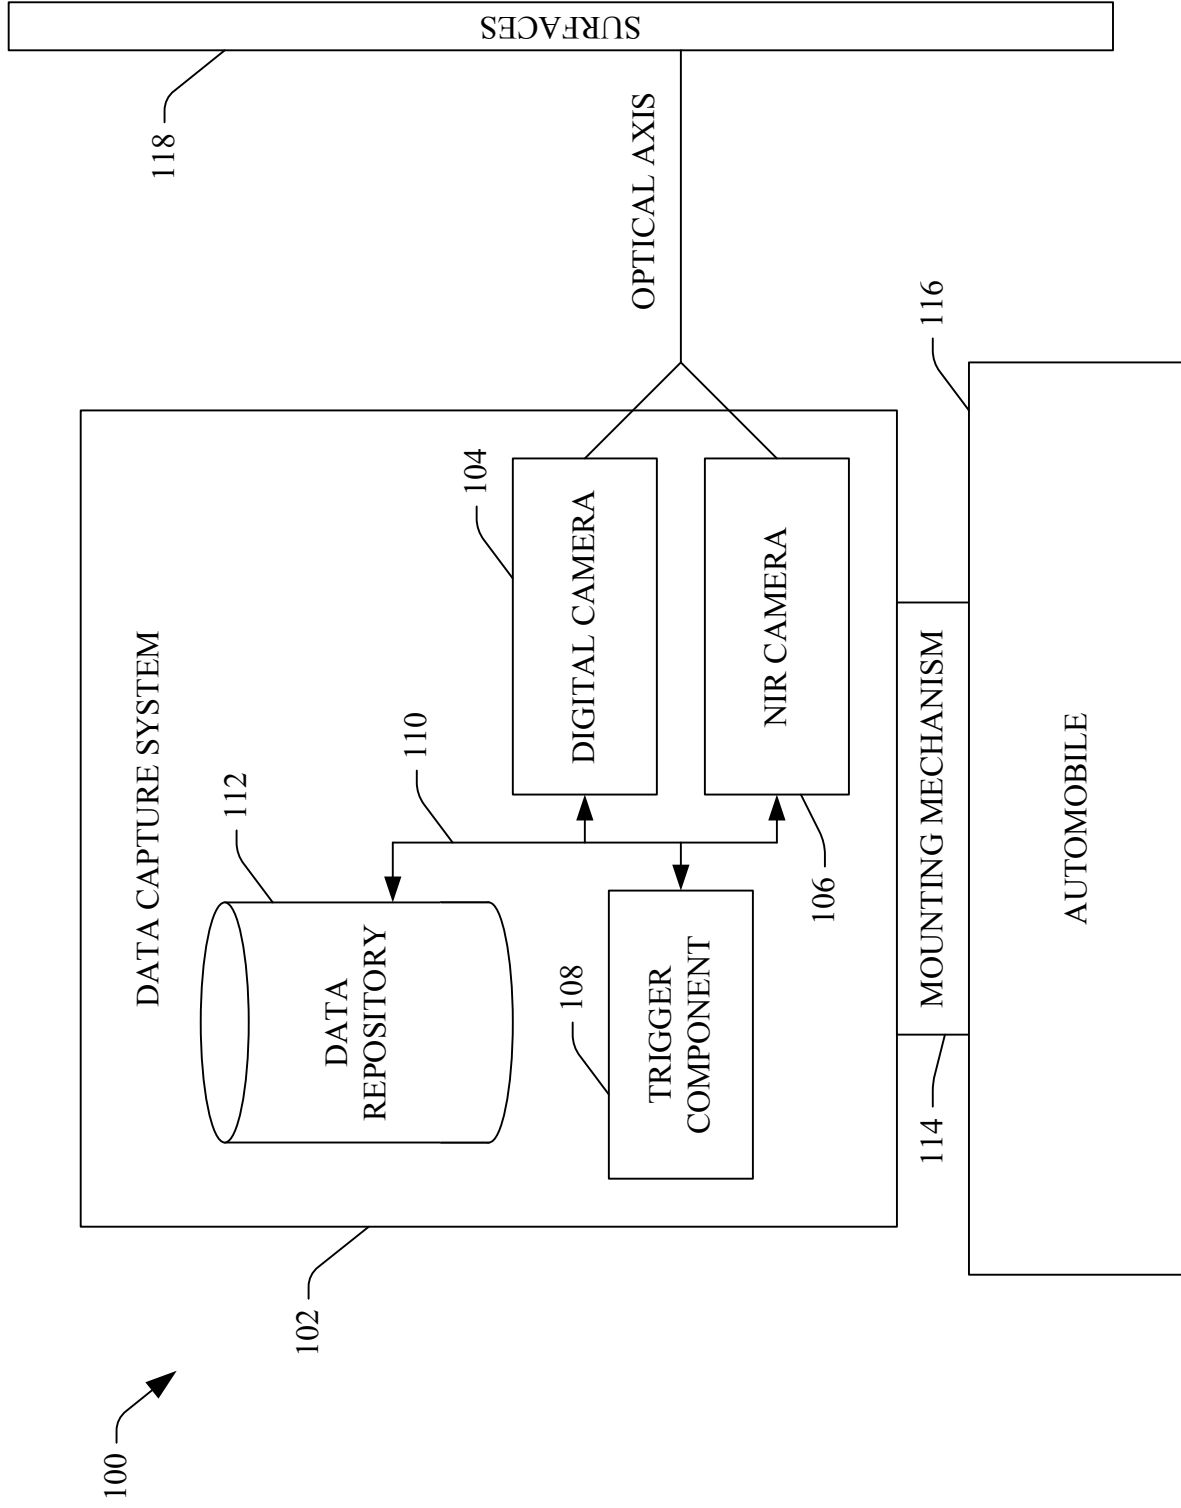 100
102
DATA CAPTURE SYSTEM
112
DATA
REPOSITORY
110
104
DIGITAL CAMERA
108
TRIGGER
COMPONENT
106
NIR CAMERA
OPTICAL AXIS
118
SURFACES
114
MOUNTING MECHANISM
116
AUTOMOBILE